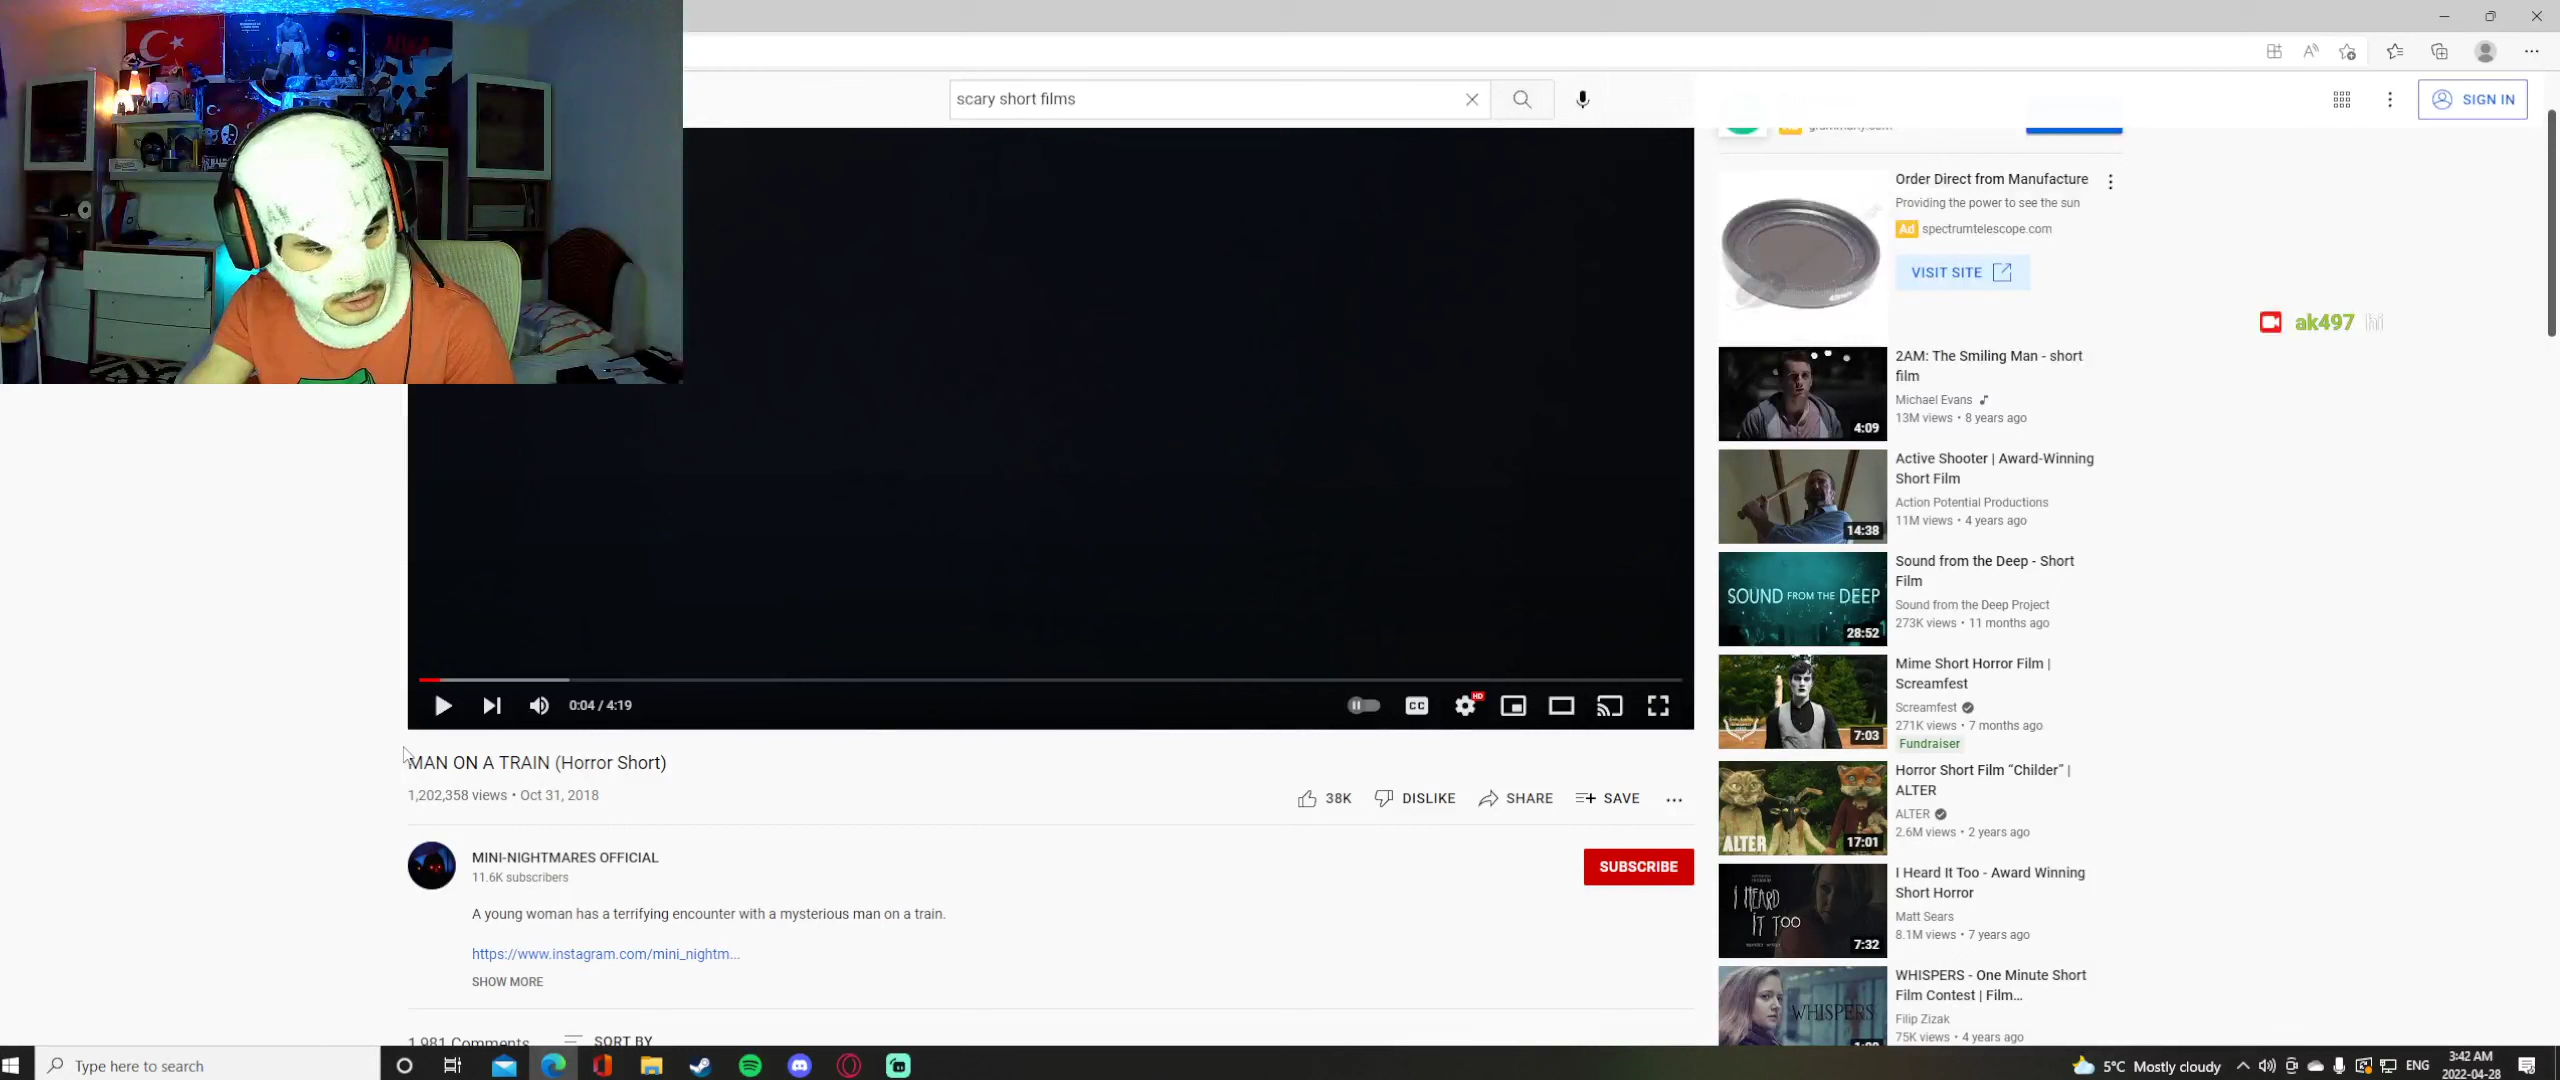 scary short films
SIGN IN
Order Direct from Manufacture
Providing the power to see the sun
Ad spectrumtelescope.com
VISIT SITE
ak497 hi
2AM: The Smiling Man - short
film
Michael Evans
13M views • 8 years ago
4:09
Active Shooter | Award-Winning
Short Film
Action Potential Productions
11M views • 4 years ago
14:38
Sound from the Deep - Short
Film
Sound from the Deep Project
273K views • 11 months ago
SOUND FROM THE DEEP
28:52
Mime Short Horror Film |
Screamfest
Screamfest
271K views • 7 months ago
Fundraiser
7:03
Horror Short Film “Childer” |
ALTER
ALTER
2.6M views • 2 years ago
ALTER
17:01
I Heard It Too - Award Winning
Short Horror
Matt Sears
8.1M views • 7 years ago
I HEARD
IT TOO
7:32
WHISPERS - One Minute Short
Film Contest | Film...
Filip Zizak
75K views • 4 years ago
WHISPERS
0:04 / 4:19
CC
HD
MAN ON A TRAIN (Horror Short)
1,202,358 views • Oct 31, 2018
38K
DISLIKE
SHARE
SAVE
MINI-NIGHTMARES OFFICIAL
11.6K subscribers
SUBSCRIBE
A young woman has a terrifying encounter with a mysterious man on a train.
https://www.instagram.com/mini_nightm...
SHOW MORE
1,981 Comments
SORT BY
Type here to search
5°C Mostly cloudy
ENG
3:42 AM
2022-04-28